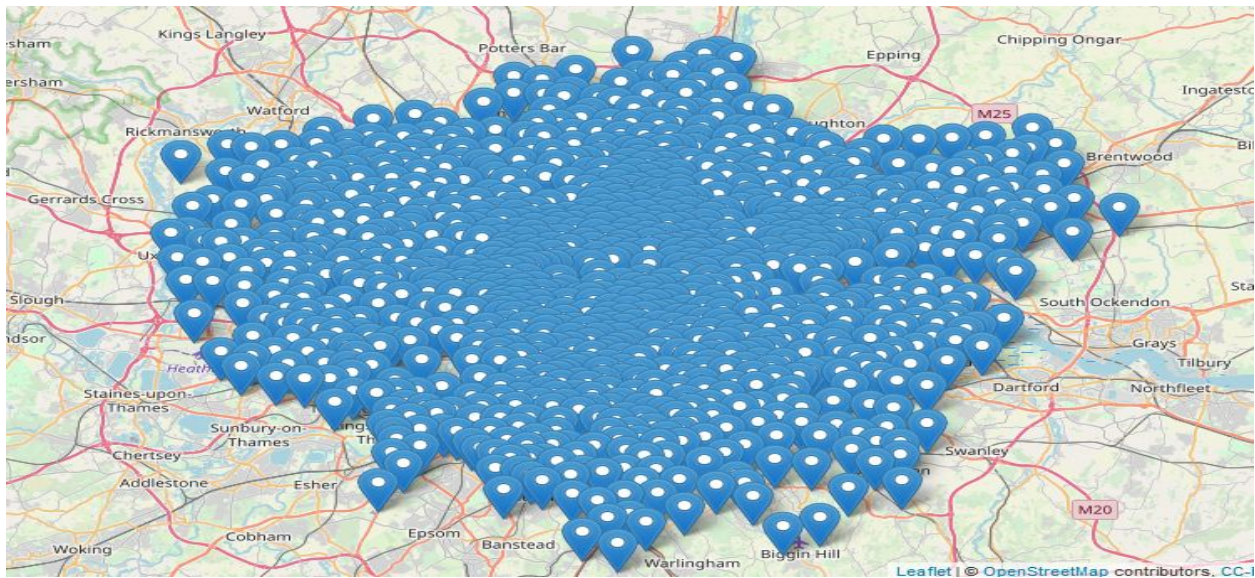 Kings Langley
Potters Bar
Chipping Ongar
Epping
Watford
M25
Rickmansworth
Brentwood
Gerrards Cross
Slough
South Ockendon
Grays
Tilbury
Staines-upon-
Thames
Dartford
Northfleet
Sunbury-on-
Thames
Chertsey
Swanley
Addlestone
Esher
M20
Epsom
Cobham
Banstead
Woking
Warlingham
Biggin Hill
Leaflet | © OpenStreetMap contributors, CC-